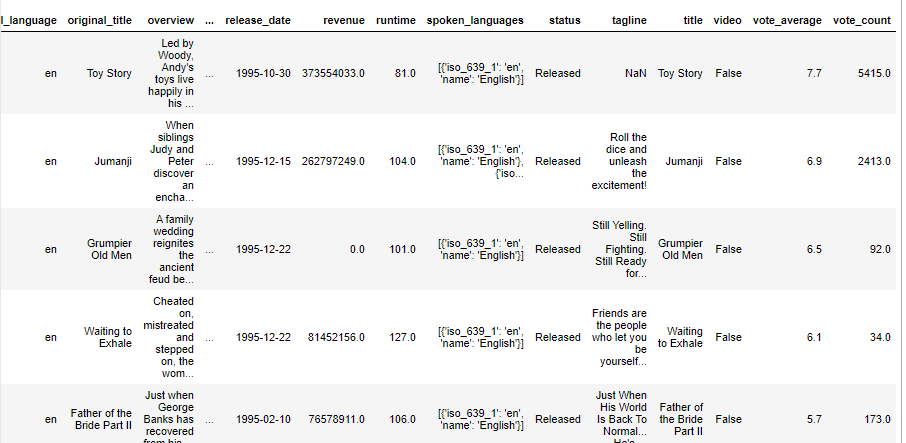 l_language original_title overview ... release_date revenue runtime spoken_languages status tagline title video vote_average vote_count
Led by
Woody,
Andy's
toys live
happily in
his ...
en Toy Story ... 1995-10-30 373554033.0 81.0 [{'iso_639_1': 'en',
'name': 'English'}] Released NaN Toy Story False 7.7 5415.0
When
siblings
Judy and
Peter
discover
an
encha...
en Jumanji ... 1995-12-15 262797249.0 104.0 [{'iso_639_1': 'en',
'name': 'English'},
{'iso... Released Roll the
dice and
unleash
the
excitement! Jumanji False 6.9 2413.0
A family
wedding
reignites
the
ancient
feud be...
en Grumpier
Old Men ... 1995-12-22 0.0 101.0 [{'iso_639_1': 'en',
'name': 'English'}] Released Still Yelling.
Still
Fighting.
Still Ready
for... Grumpier
Old Men False 6.5 92.0
Cheated
on,
mistreated
and
stepped
on, the
wom...
en Waiting to
Exhale ... 1995-12-22 81452156.0 127.0 [{'iso_639_1': 'en',
'name': 'English'}] Released Friends are
the people
who let you
be
yourself... Waiting
to Exhale False 6.1 34.0
Just when
George
Banks has
recovered
from his
en Father of the
Bride Part II ... 1995-02-10 76578911.0 106.0 [{'iso_639_1': 'en',
'name': 'English'}] Released Just When
His World
Is Back To
Normal...
He's Father of
the Bride
Part II False 5.7 173.0